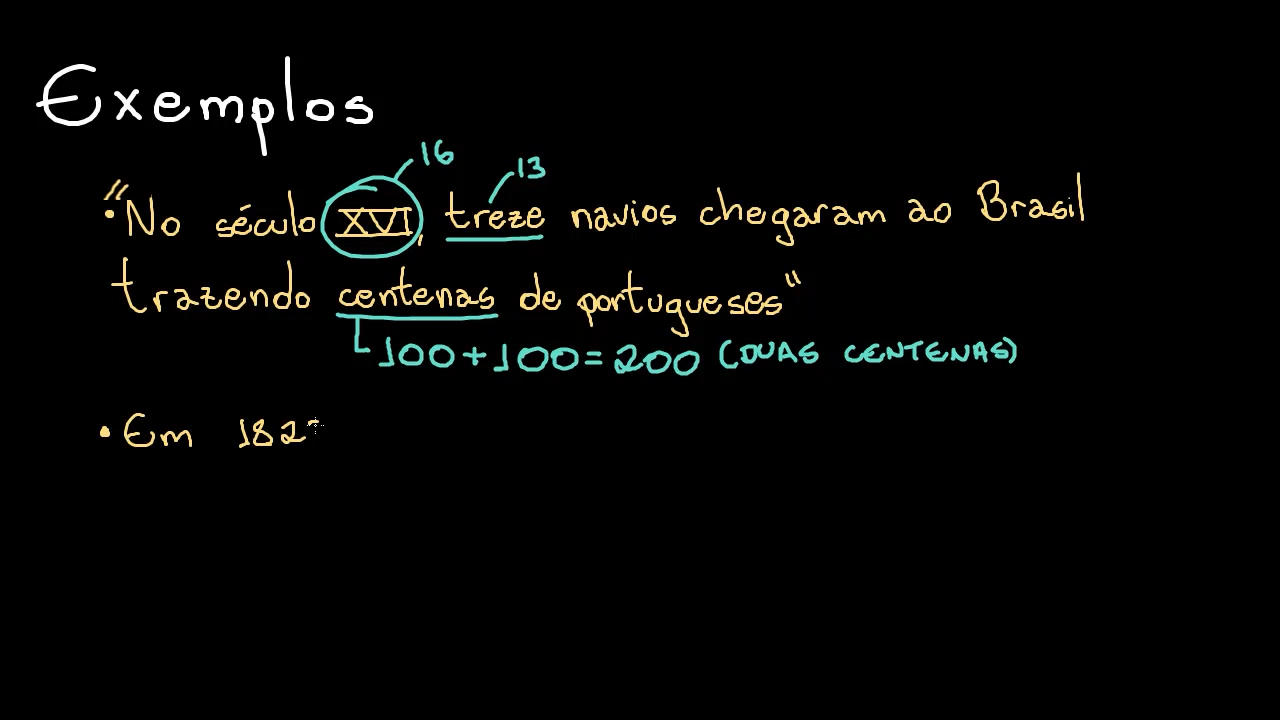 Exemplos
16 13
• "No século XVI, treze navios chegaram ao Brasil
trazendo centenas de portugueses"
100 + 100 = 200 (DUAS CENTENAS)
• Em 182